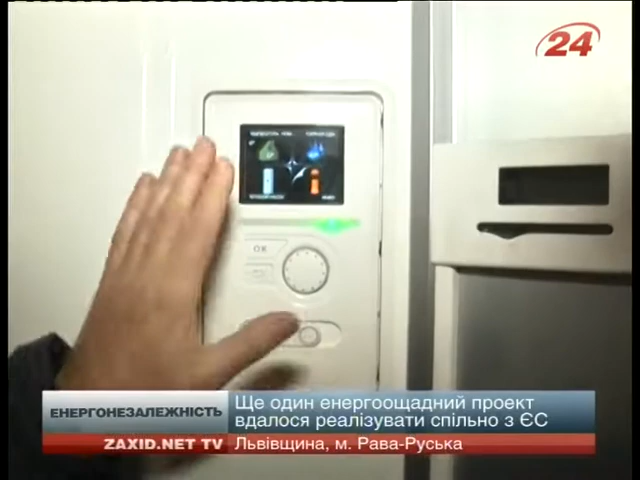 24
OK
ЕНЕРГОНЕЗАЛЕЖНІСТЬ
Ще один енергоощадний проект
вдалося реалізувати спільно з ЄС
ZAXID.NET TV
Львівщина, м. Рава-Руська